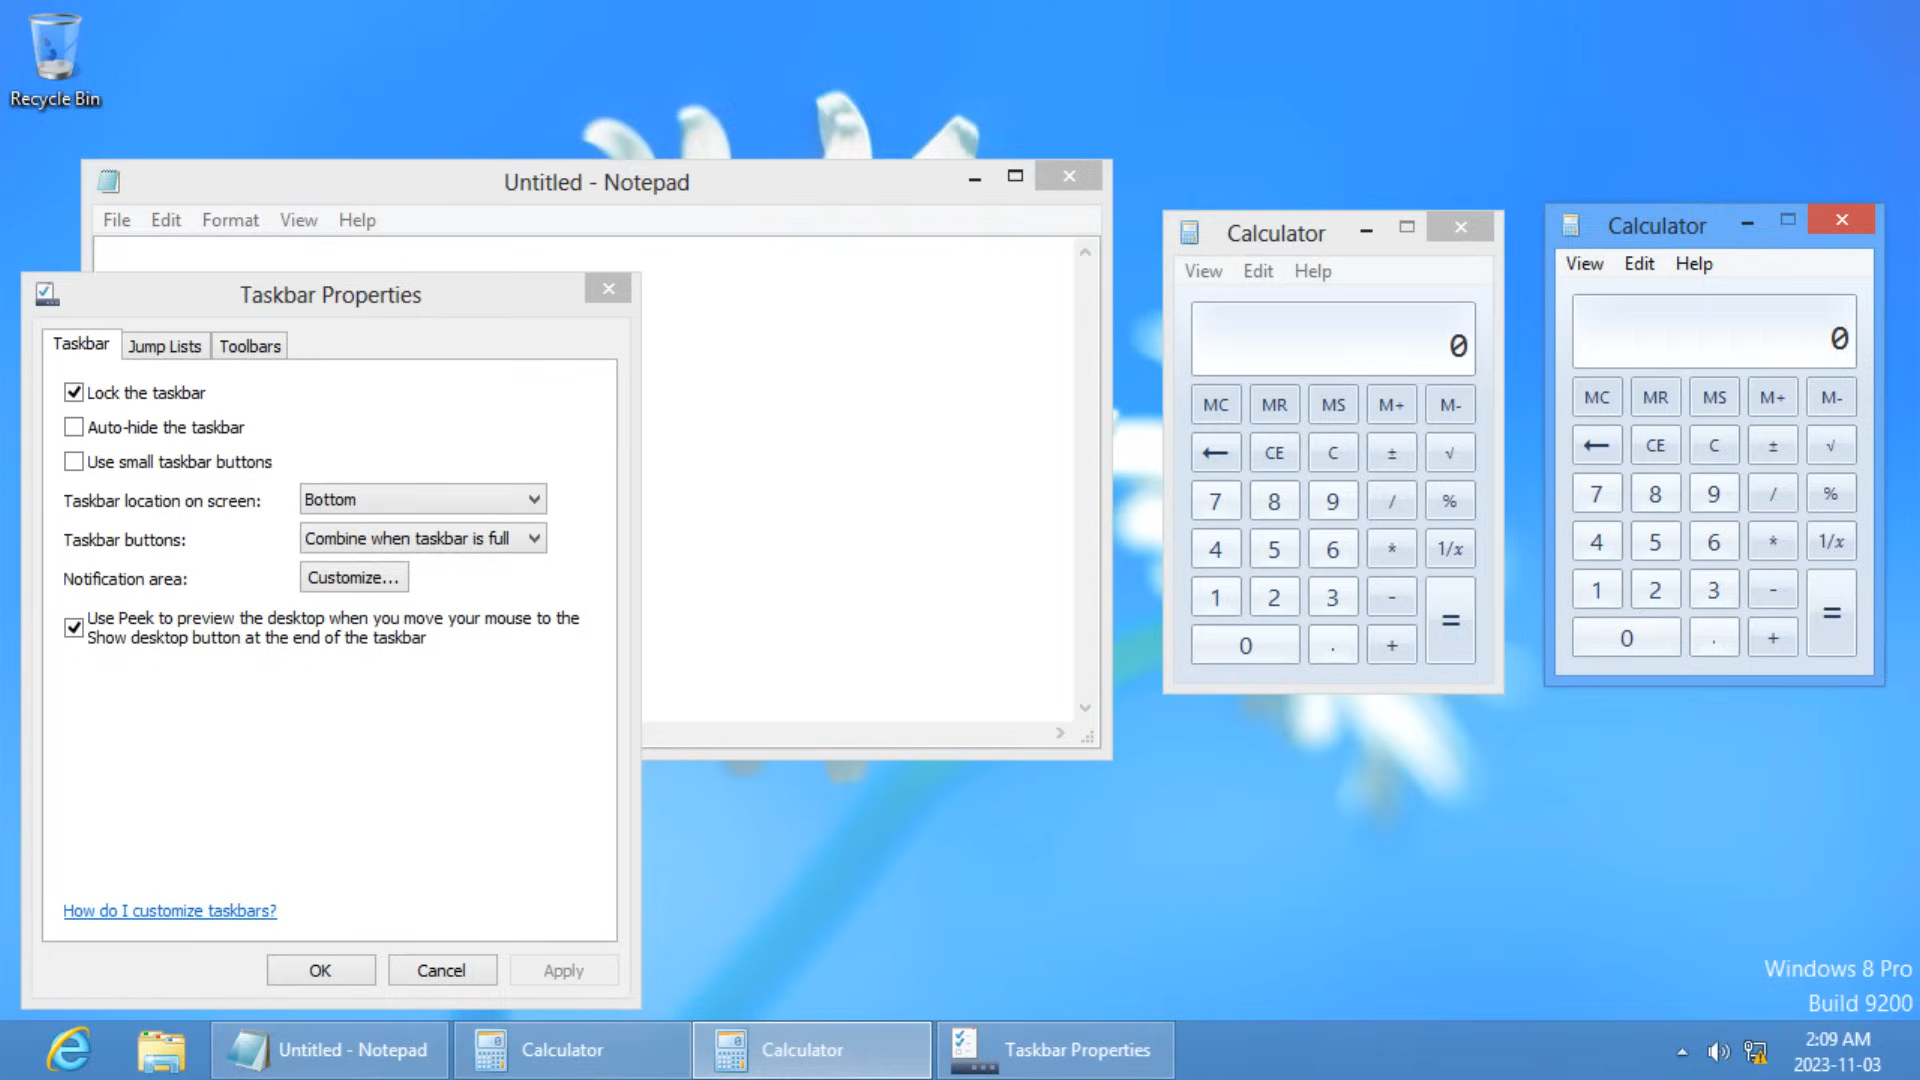 Recycle Bin
Untitled - Notepad
File Edit Format View Help
Taskbar Properties
Taskbar Jump Lists Toolbars
Lock the taskbar
Auto-hide the taskbar
Use small taskbar buttons
Taskbar location on screen: Bottom
Taskbar buttons: Combine when taskbar is full
Notification area: Customize...
Use Peek to preview the desktop when you move your mouse to the
Show desktop button at the end of the taskbar
How do I customize taskbars?
OK Cancel Apply
Calculator
View Edit Help
0
MC MR MS M+ M-
← CE C ± √
7 8 9 / %
4 5 6 * 1/x
1 2 3 -
=
0 . +
Calculator
View Edit Help
0
MC MR MS M+ M-
← CE C ± √
7 8 9 / %
4 5 6 * 1/x
1 2 3 -
=
0 . +
Windows 8 Pro
Build 9200
Untitled - Notepad Calculator Calculator Taskbar Properties
2:09 AM
2023-11-03